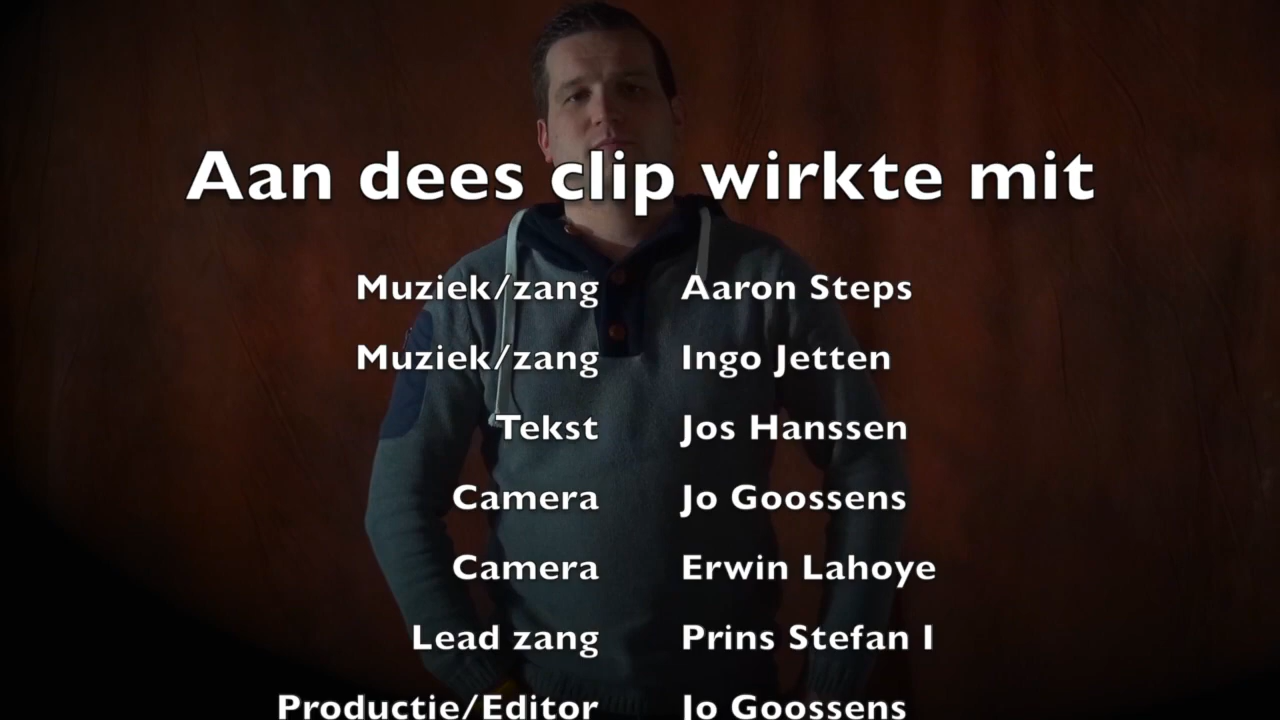 Aan dees clip wirkte mit
Muziek/zang Aaron Steps
Muziek/zang Ingo Jetten
Tekst Jos Hanssen
Camera Jo Goossens
Camera Erwin Lahoye
Lead zang Prins Stefan I
Productie/Editor Jo Goossens